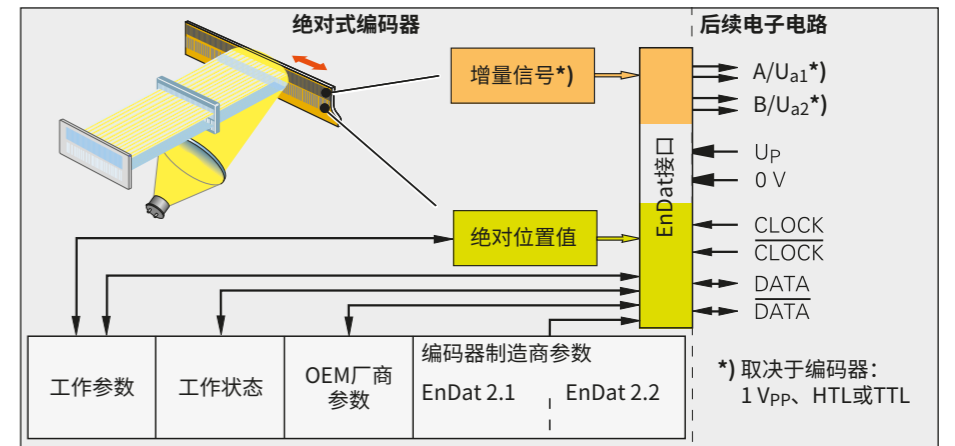 绝对式编码器
后续电子电路
增量信号*)
A/Ua1*)
B/Ua2*)
UP
0 V
EnDat接口
绝对位置值
CLOCK
CLOCK
DATA
DATA
工作参数
工作状态
OEM厂商
参数
编码器制造商参数
EnDat 2.1
EnDat 2.2
*) 取决于编码器：
1 VPP、HTL或TTL